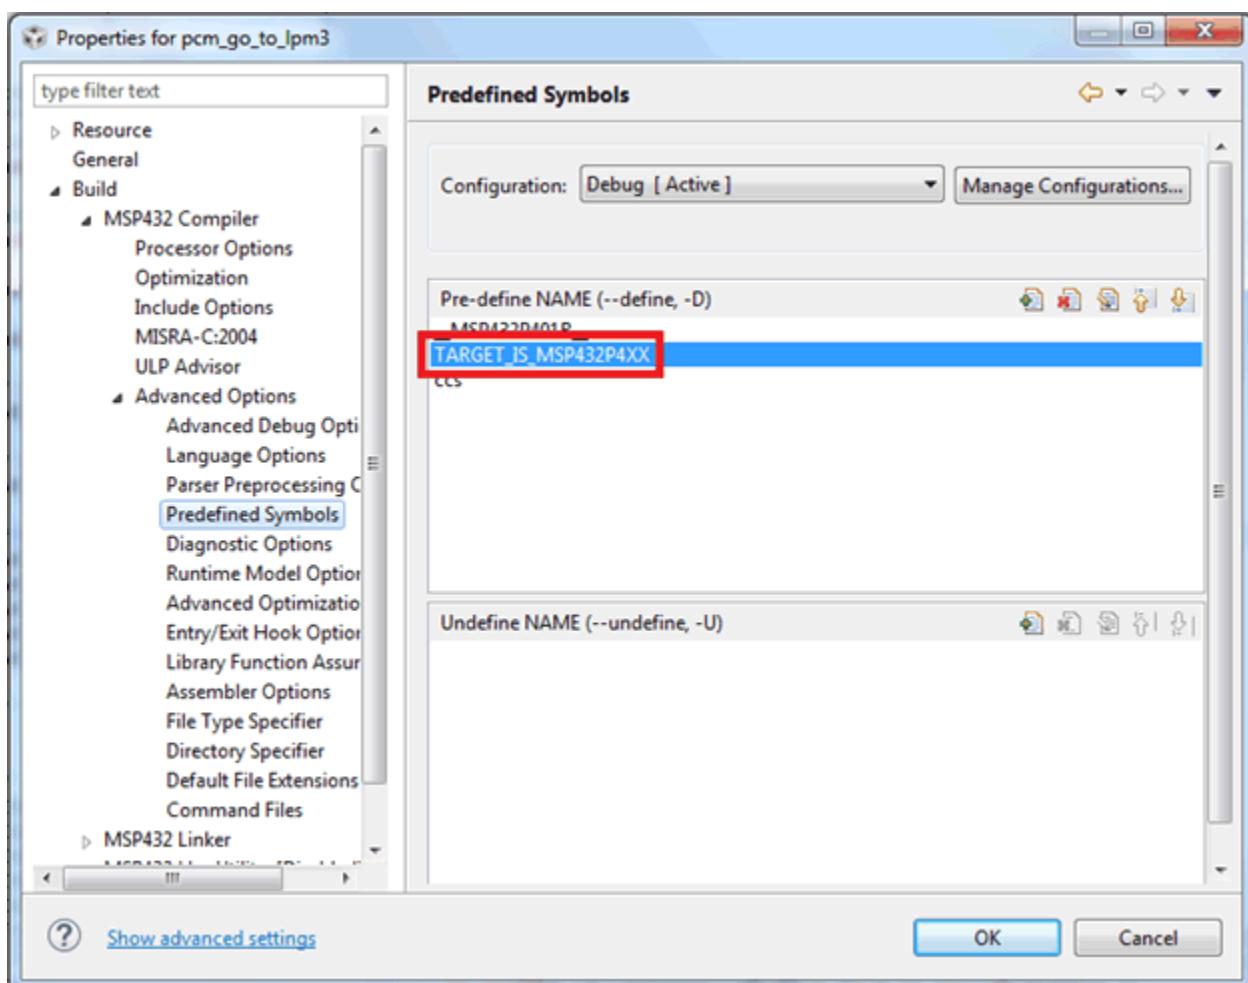 Properties for pcm_go_to_lpm3
type filter text
Resource
General
Build
MSP432 Compiler
Processor Options
Optimization
Include Options
MISRA-C:2004
ULP Advisor
Advanced Options
Advanced Debug Opti
Language Options
Parser Preprocessing C
Predefined Symbols
Diagnostic Options
Runtime Model Option
Advanced Optimizatio
Entry/Exit Hook Option
Library Function Assur
Assembler Options
File Type Specifier
Directory Specifier
Default File Extensions
Command Files
MSP432 Linker
Predefined Symbols
Configuration: Debug [ Active ] Manage Configurations...
Pre-define NAME (--define, -D)
__MSP432P401R__
TARGET_IS_MSP432P4XX
ccs
Undefine NAME (--undefine, -U)
Show advanced settings
OK Cancel